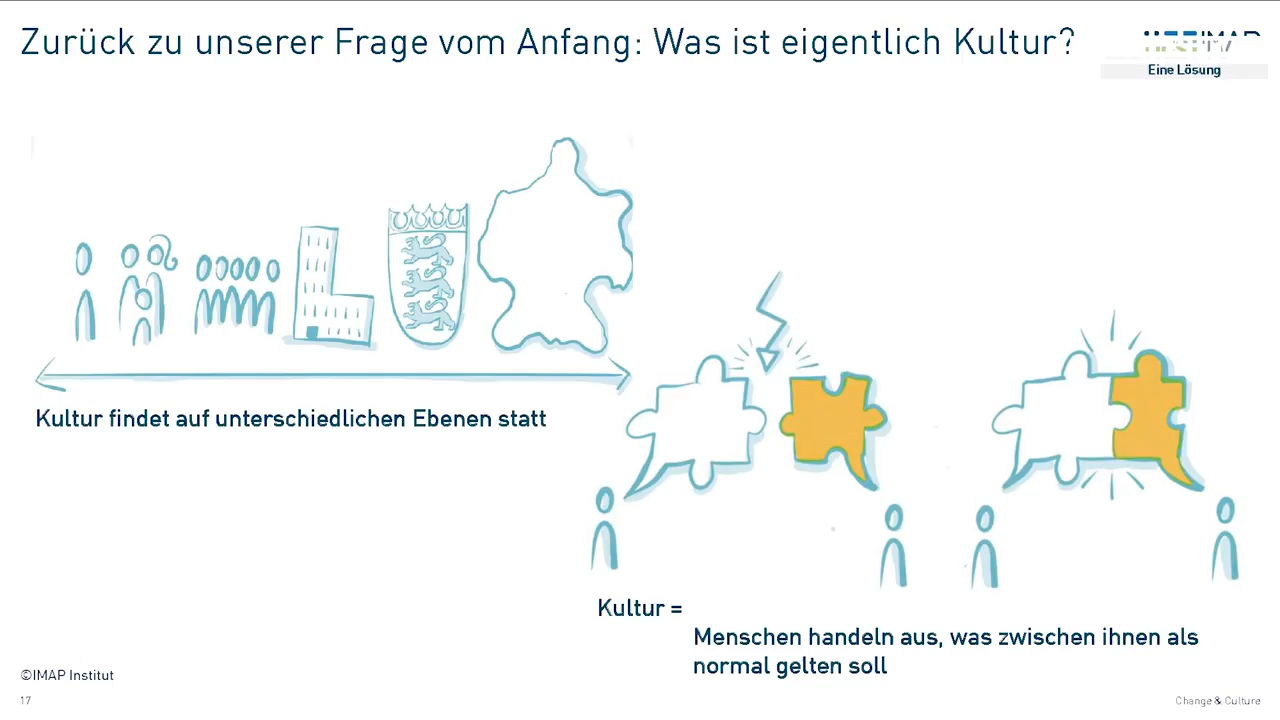 Zurück zu unserer Frage vom Anfang: Was ist eigentlich Kultur?
IMAP
Eine Lösung
Kultur findet auf unterschiedlichen Ebenen statt
Kultur =
Menschen handeln aus, was zwischen ihnen als
normal gelten soll
©IMAP Institut
17
Change & Culture